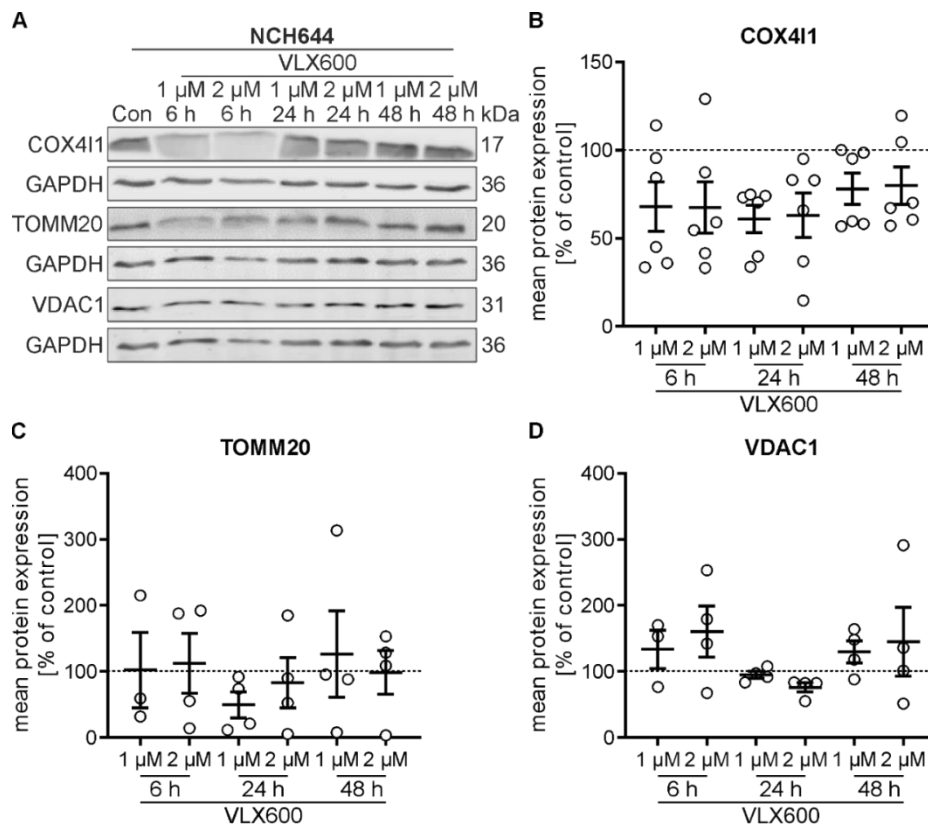 A
NCH644
VLX600
1 µM 2 µM 1 µM 2 µM 1 µM 2 µM
Con 6 h 6 h 24 h 24 h 48 h 48 h kDa
COX4I1 17
GAPDH 36
TOMM20 20
GAPDH 36
VDAC1 31
GAPDH 36
B
COX4I1
mean protein expression
[% of control]
150
100
50
0
1 µM 2 µM 1 µM 2 µM 1 µM 2 µM
6 h 24 h 48 h
VLX600
C
TOMM20
mean protein expression
[% of control]
400
300
200
100
0
1 µM 2 µM 1 µM 2 µM 1 µM 2 µM
6 h 24 h 48 h
VLX600
D
VDAC1
mean protein expression
[% of control]
400
300
200
100
0
1 µM 2 µM 1 µM 2 µM 1 µM 2 µM
6 h 24 h 48 h
VLX600